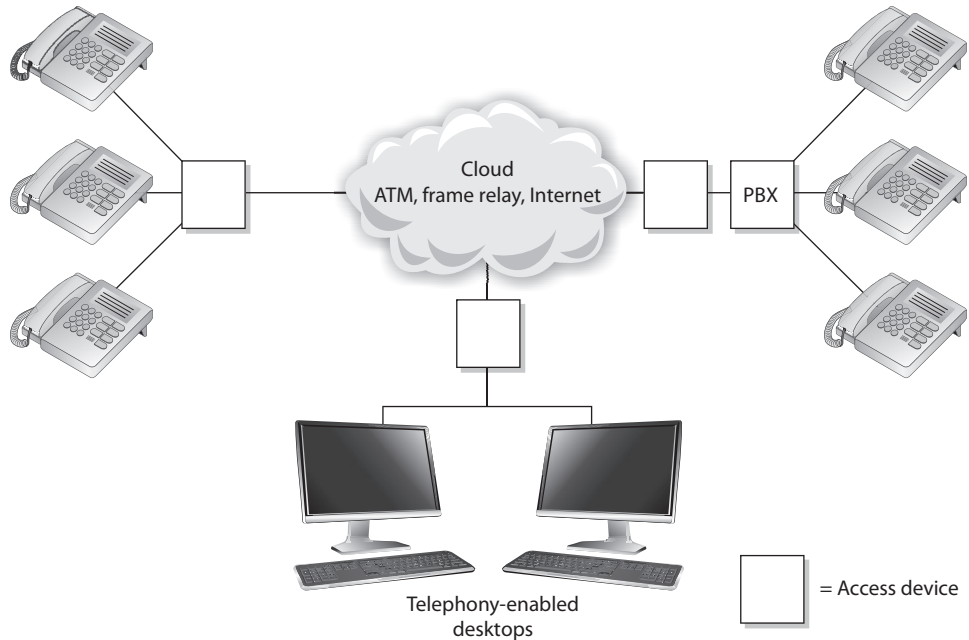 Cloud
ATM, frame relay, Internet
PBX
Telephony-enabled
desktops
= Access device